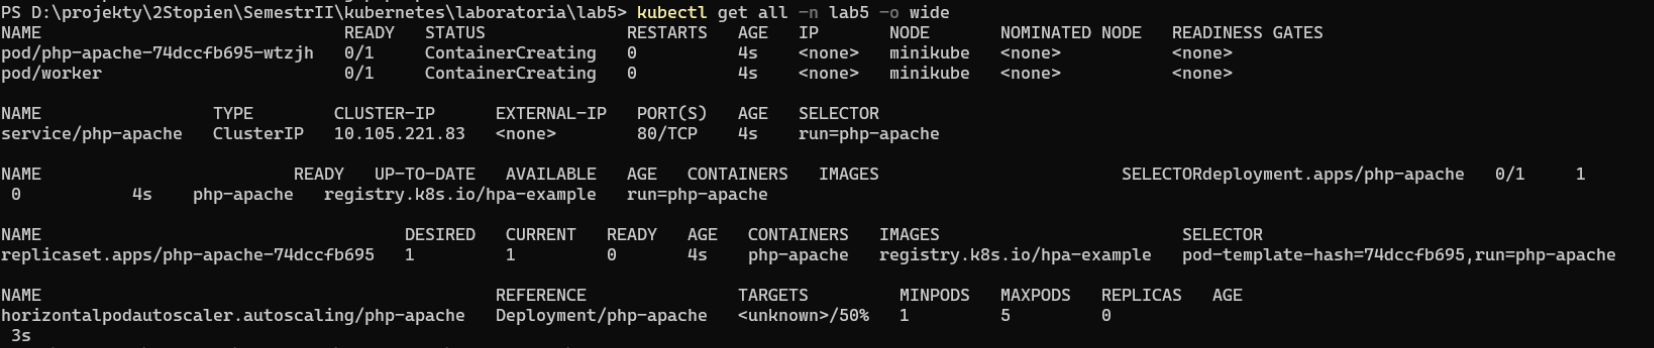 PS D:\projekty\2Stopien\SemestrII\kubernetes\laboratoria\lab5> kubectl get all -n lab5 -o wide
NAME                              READY   STATUS              RESTARTS   AGE   IP       NODE       NOMINATED NODE   READINESS GATES
pod/php-apache-74dccfb695-wtzjh   0/1     ContainerCreating   0          4s    <none>   minikube   <none>           <none>
pod/worker                        0/1     ContainerCreating   0          4s    <none>   minikube   <none>           <none>

NAME                 TYPE        CLUSTER-IP      EXTERNAL-IP   PORT(S)   AGE   SELECTOR
service/php-apache   ClusterIP   10.105.221.83   <none>        80/TCP    4s    run=php-apache

NAME                         READY   UP-TO-DATE   AVAILABLE   AGE   CONTAINERS   IMAGES                        SELECTORdeployment.apps/php-apache   0/1     1
 0           4s    php-apache   registry.k8s.io/hpa-example   run=php-apache

NAME                                    DESIRED   CURRENT   READY   AGE   CONTAINERS   IMAGES                        SELECTOR
replicaset.apps/php-apache-74dccfb695   1         1         0       4s    php-apache   registry.k8s.io/hpa-example   pod-template-hash=74dccfb695,run=php-apache

NAME                                             REFERENCE               TARGETS         MINPODS   MAXPODS   REPLICAS   AGE
horizontalpodautoscaler.autoscaling/php-apache   Deployment/php-apache   <unknown>/50%   1         5         0
 3s